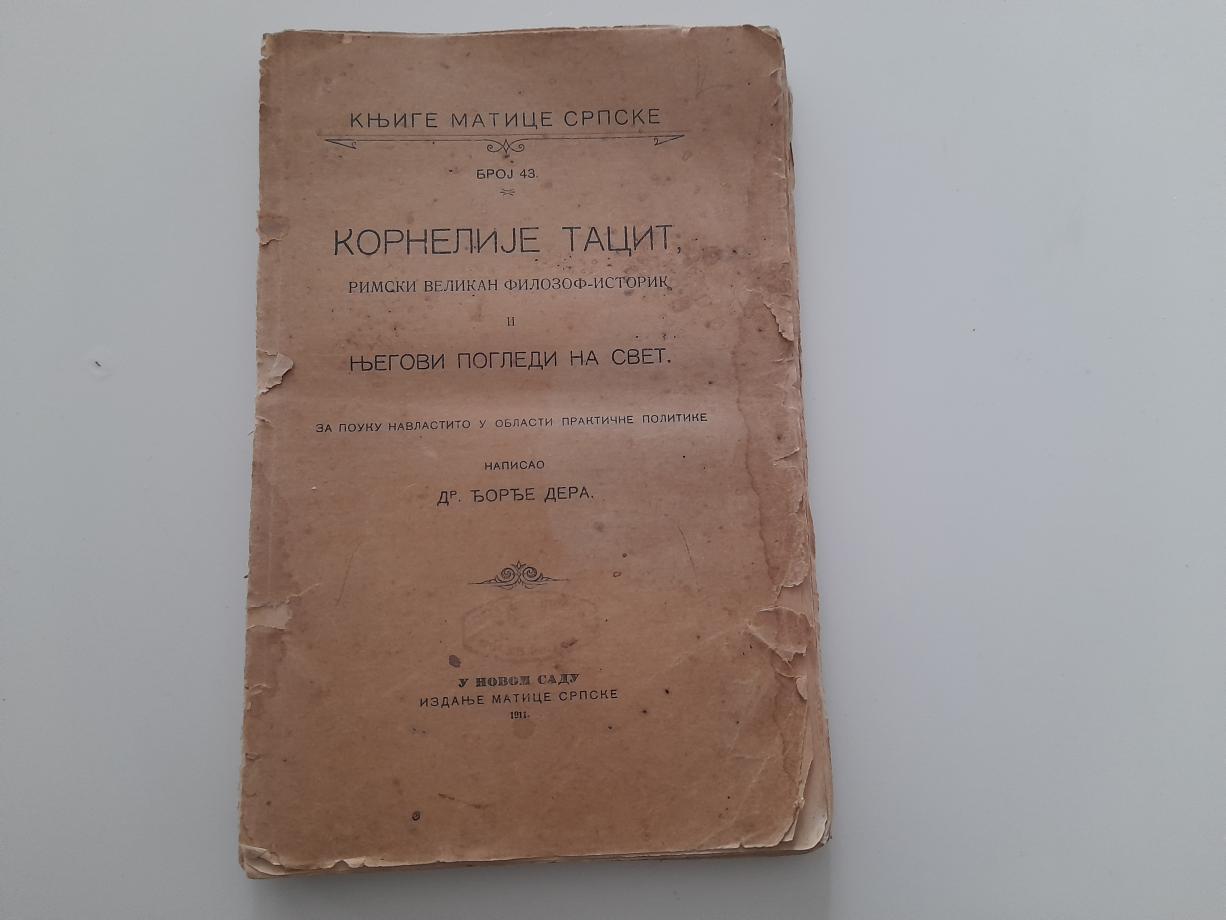 КЊИГЕ МАТИЦЕ СРПСКЕ
БРОЈ 43.
КОРНЕЛИЈЕ ТАЦИТ,
РИМСКИ ВЕЛИКАН ФИЛОЗОФ-ИСТОРИК,
И
ЊЕГОВИ ПОГЛЕДИ НА СВЕТ.
ЗА ПОУКУ НАВЛАСТИТО У ОБЛАСТИ ПРАКТИЧНЕ ПОЛИТИКЕ
НАПИСАО
ДР. ЂОРЂЕ ДЕРА.
У НОВОМ САДУ
ИЗДАЊЕ МАТИЦЕ СРПСКЕ
1911.